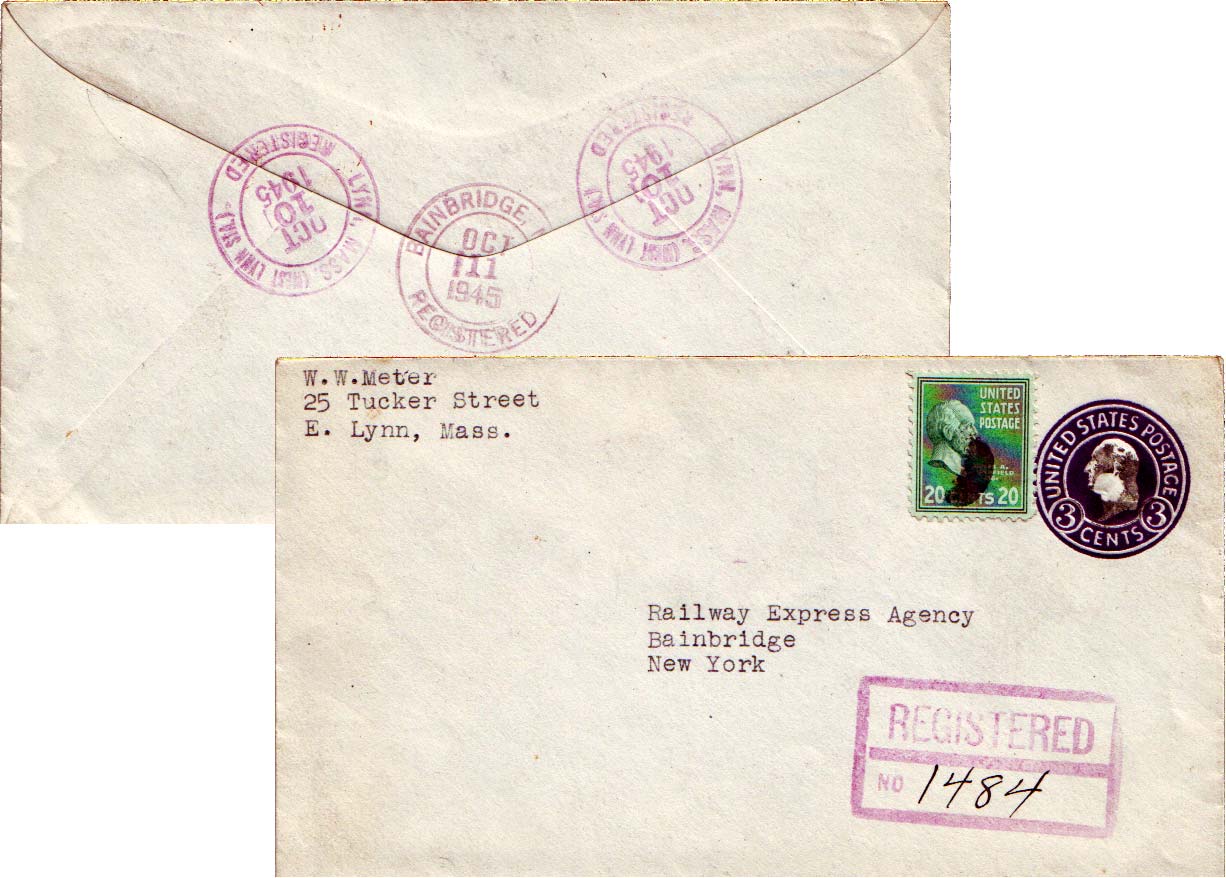 REGISTERED
LYNN, MASS. (WEST LYNN STA.)
OCT
10
1945
BAINBRIDGE,
OCT
11
1945
REGISTERED
REGISTERED
LYNN, MASS. (WEST LYNN STA.)
OCT
10
1945
W.W.Meter
25 Tucker Street
E. Lynn, Mass.
UNITED
STATES
POSTAGE
20 CENTS 20
UNITED STATES POSTAGE
3 CENTS 3
Railway Express Agency
Bainbridge
New York
REGISTERED
NO 1484